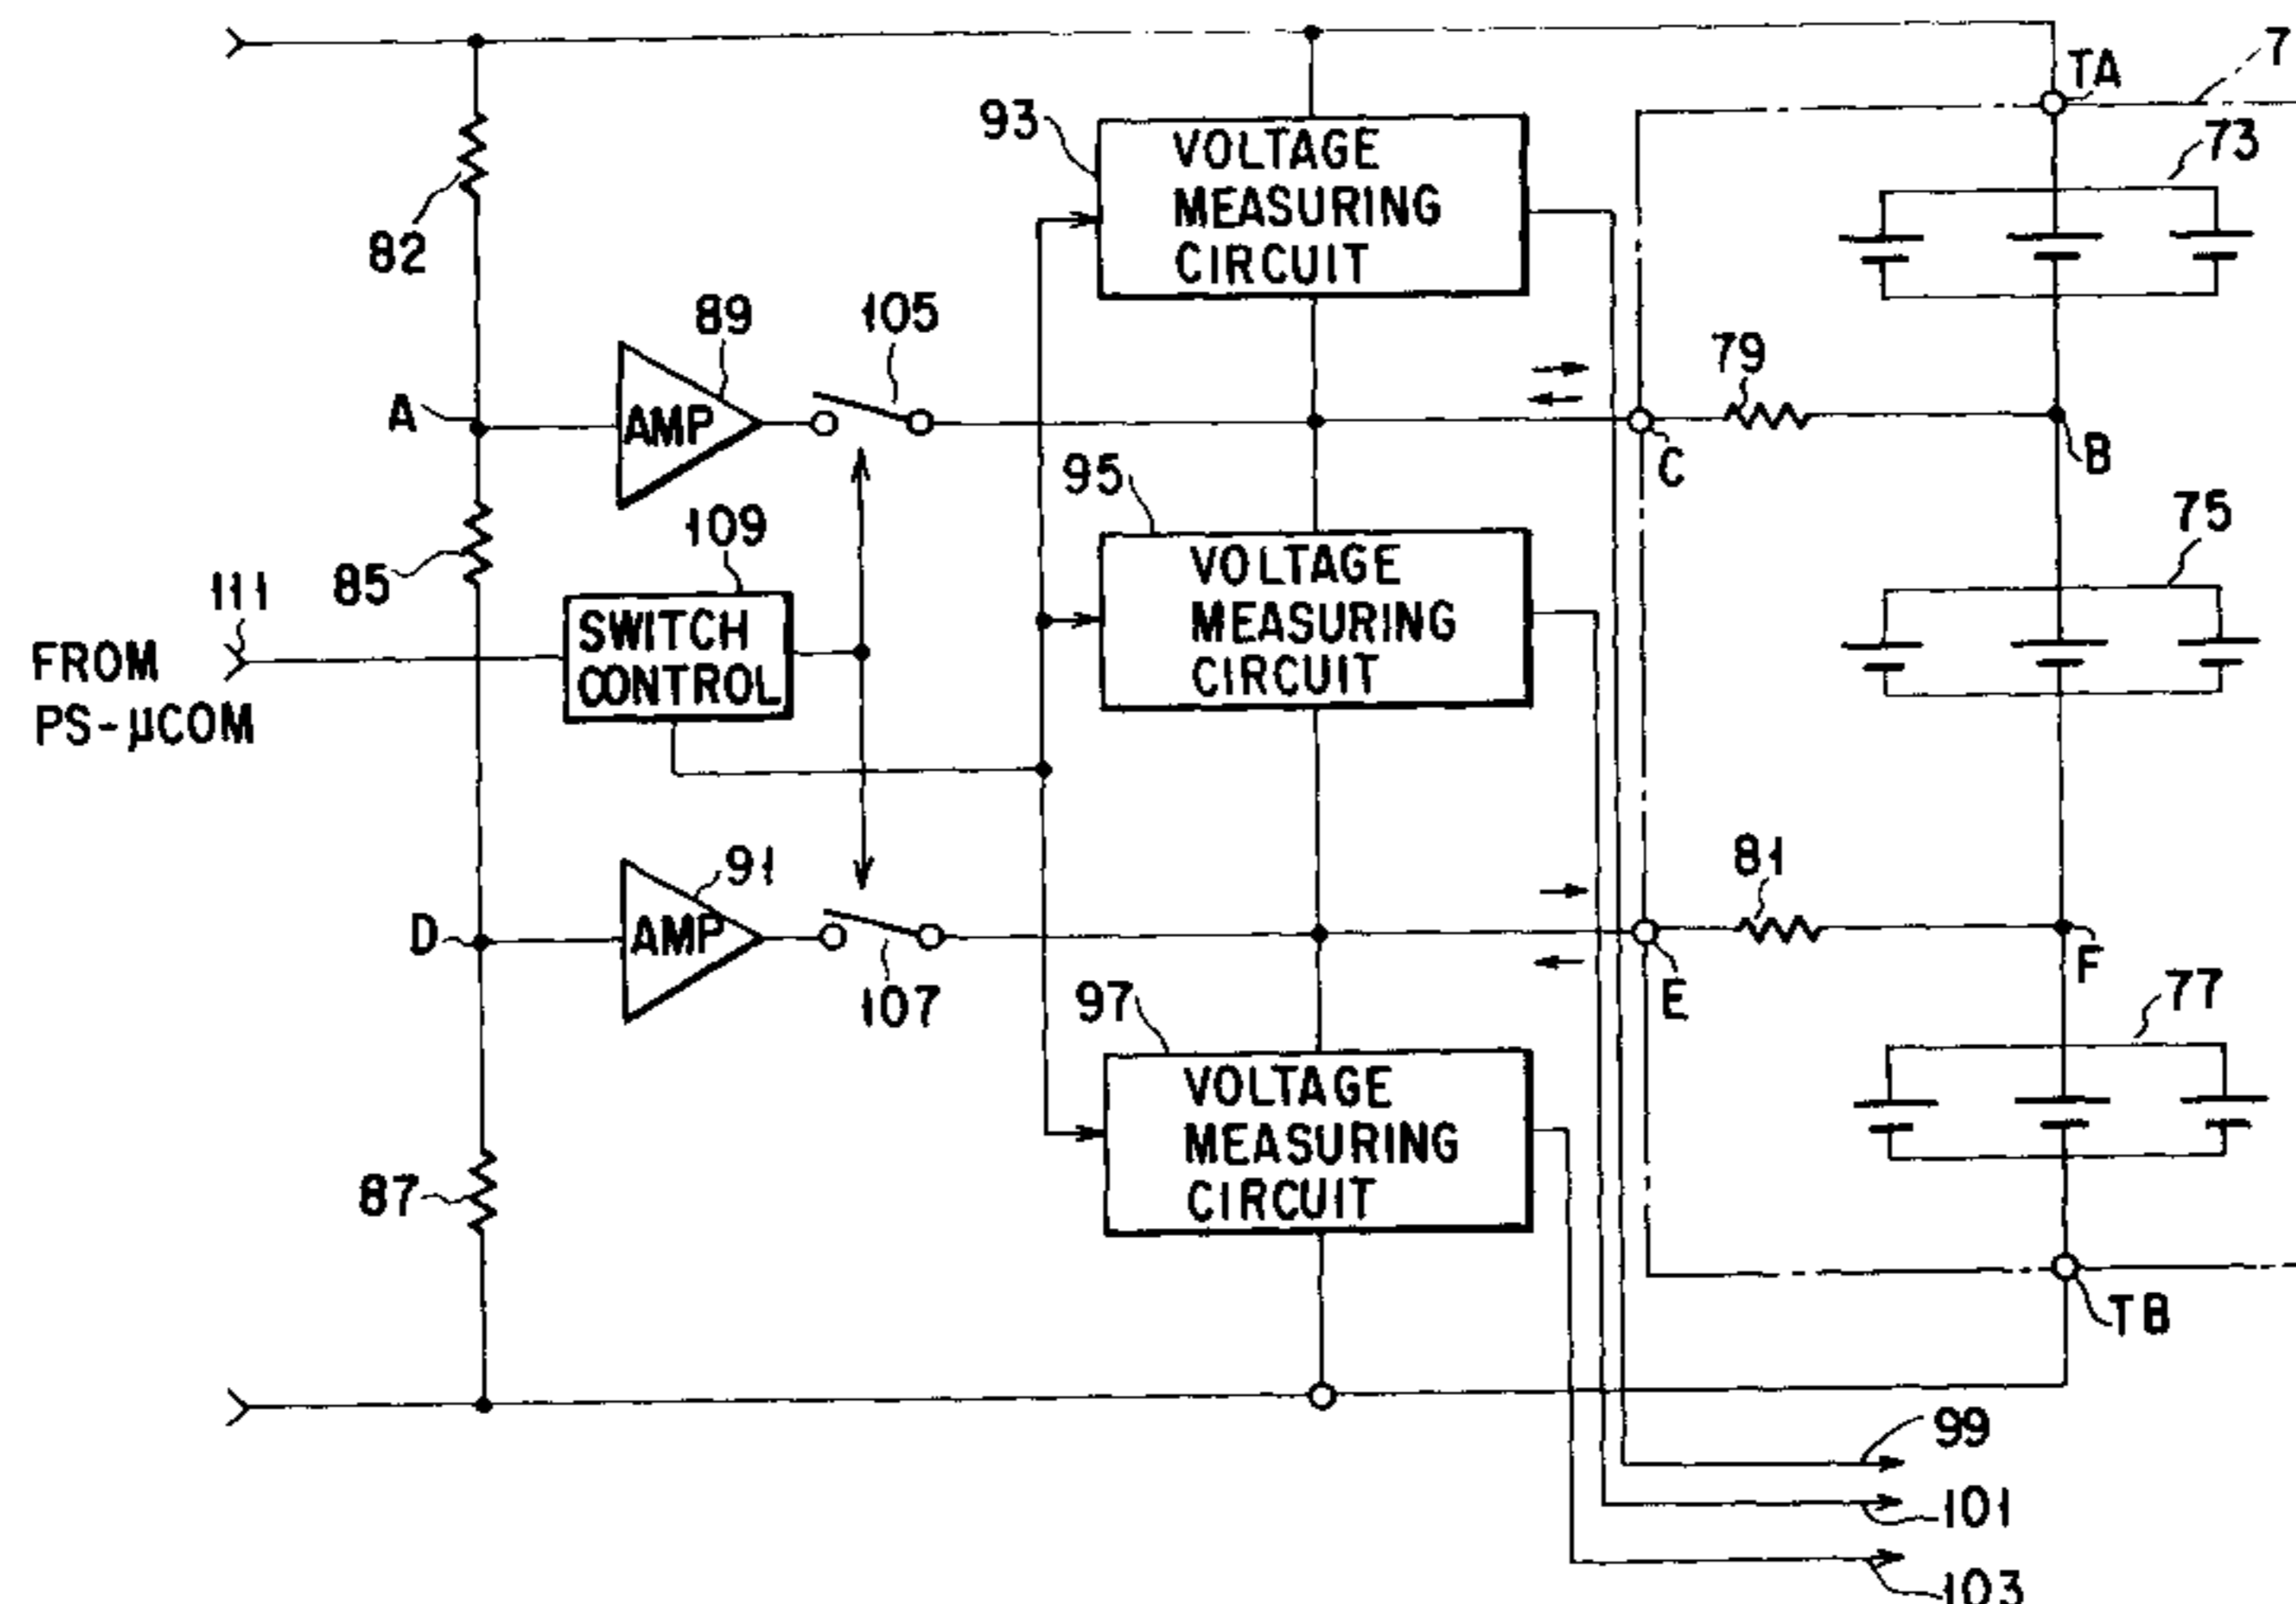 7
TA
73
93
VOLTAGE
MEASURING
CIRCUIT
82
89
105
79
A
AMP
C
B
95
75
109
VOLTAGE
MEASURING
CIRCUIT
85
111
SWITCH
CONTROL
FROM
PS-μCOM
81
91
D
AMP
F
97
E
107
77
VOLTAGE
MEASURING
CIRCUIT
87
TB
99
101
103